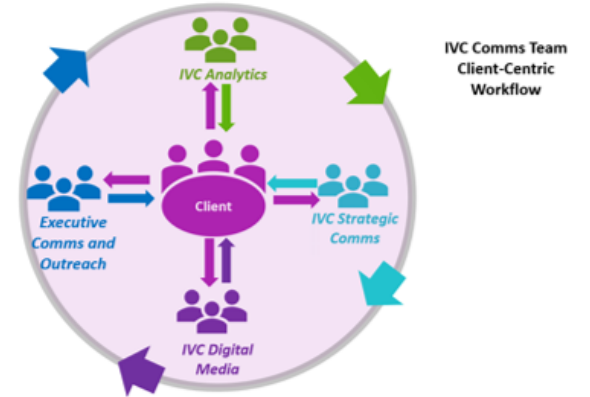 IVC Comms Team
Client-Centric
Workflow
IVC Analytics
Client
Executive
Comms and
Outreach
IVC Strategic
Comms
IVC Digital
Media